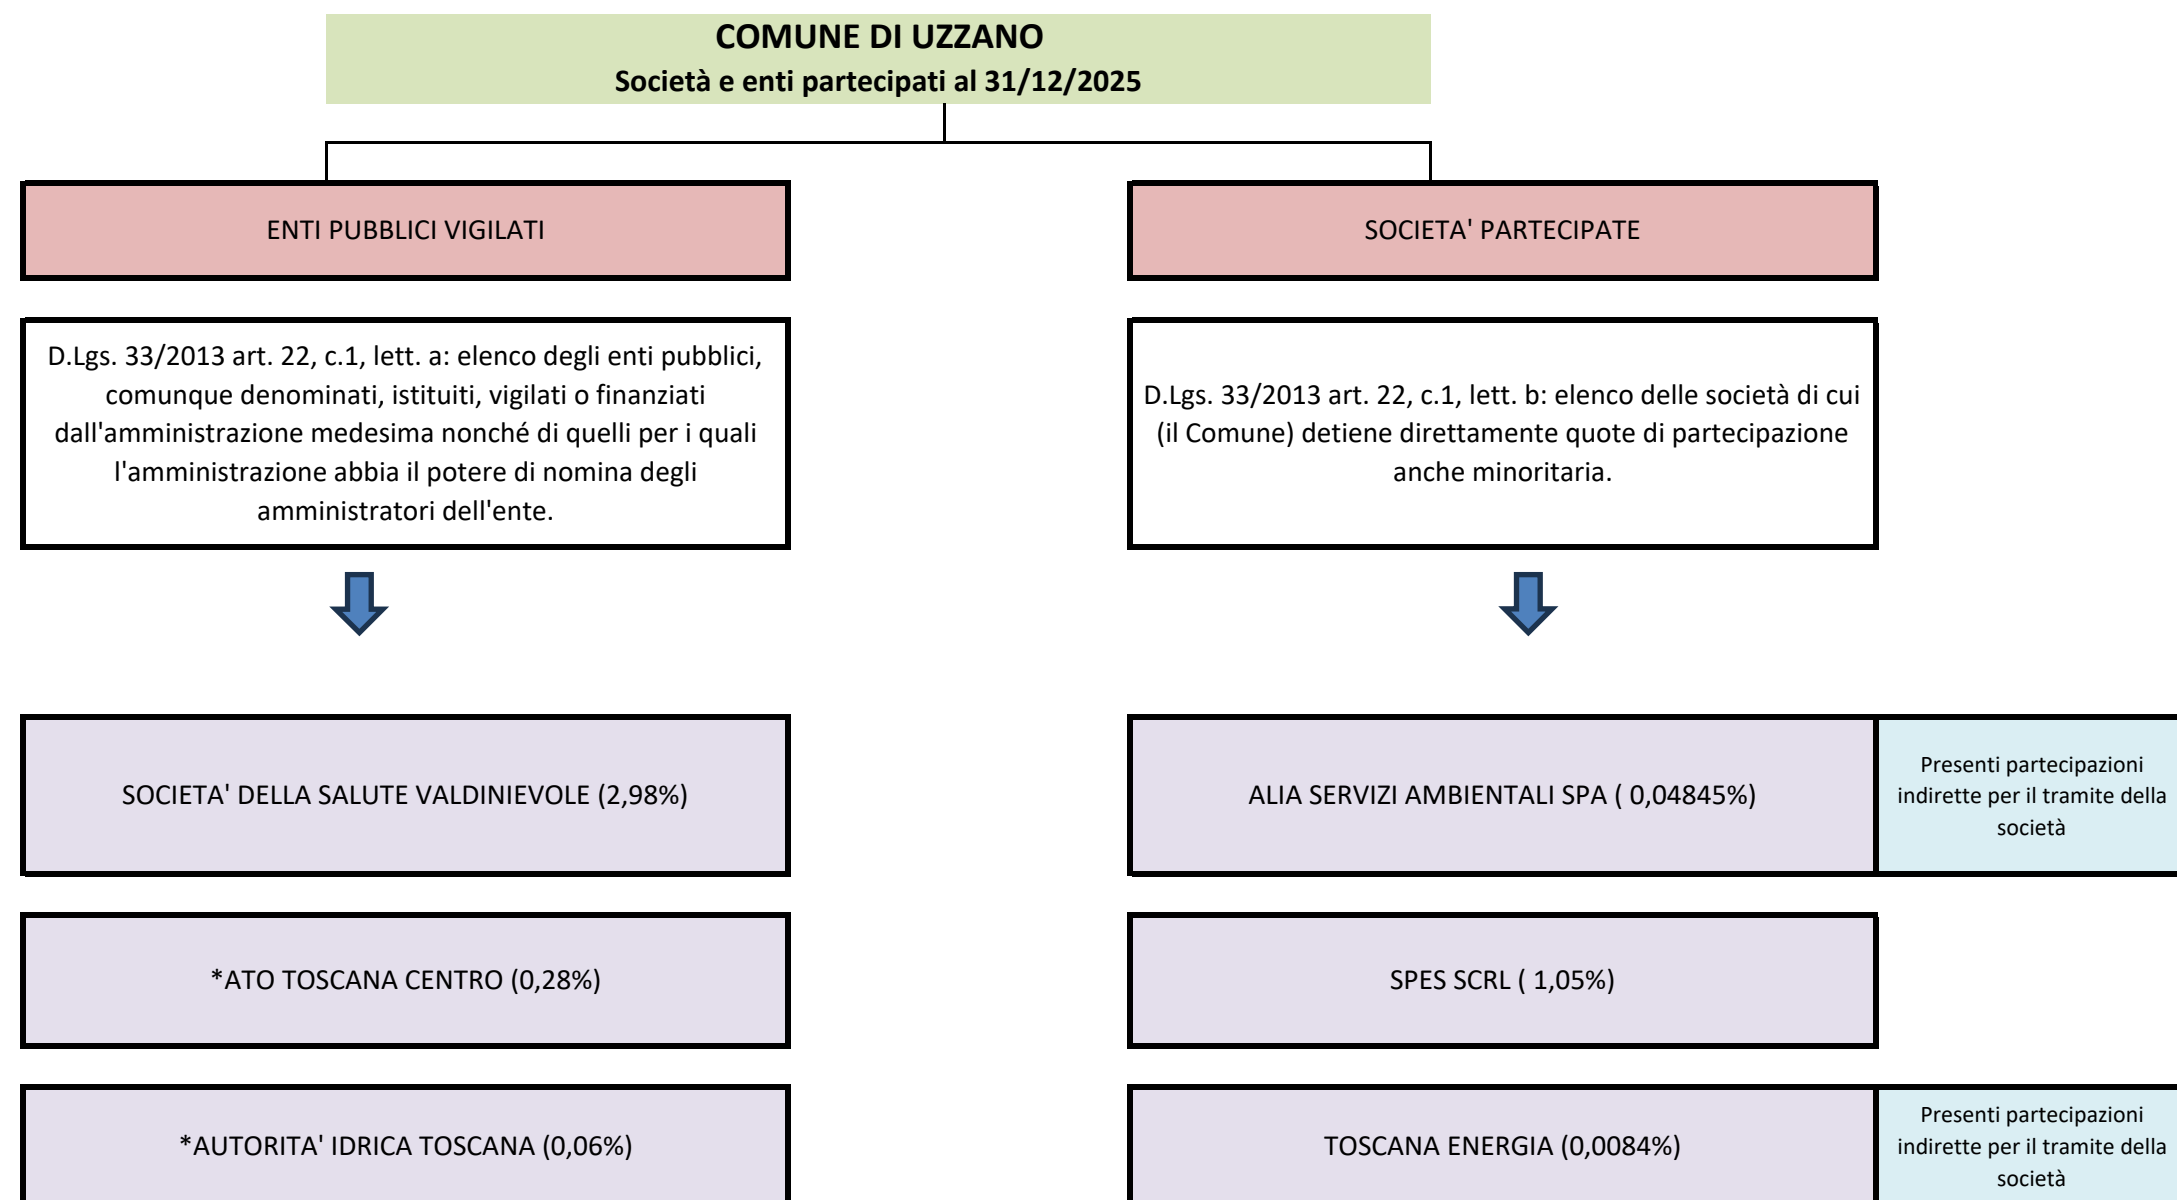 COMUNE DI UZZANO
Società e enti partecipati al 31/12/2025
ENTI PUBBLICI VIGILATI
SOCIETA' PARTECIPATE
D.Lgs. 33/2013 art. 22, c.1, lett. a: elenco degli enti pubblici,
comunque denominati, istituiti, vigilati o finanziati
dall'amministrazione medesima nonché di quelli per i quali
l'amministrazione abbia il potere di nomina degli
amministratori dell'ente.
D.Lgs. 33/2013 art. 22, c.1, lett. b: elenco delle società di cui
(il Comune) detiene direttamente quote di partecipazione
anche minoritaria.
SOCIETA' DELLA SALUTE VALDINIEVOLE (2,98%)
ALIA SERVIZI AMBIENTALI SPA ( 0,04845%)
Presenti partecipazioni
indirette per il tramite della
società
*ATO TOSCANA CENTRO (0,28%)
SPES SCRL ( 1,05%)
*AUTORITA' IDRICA TOSCANA (0,06%)
TOSCANA ENERGIA (0,0084%)
Presenti partecipazioni
indirette per il tramite della
società